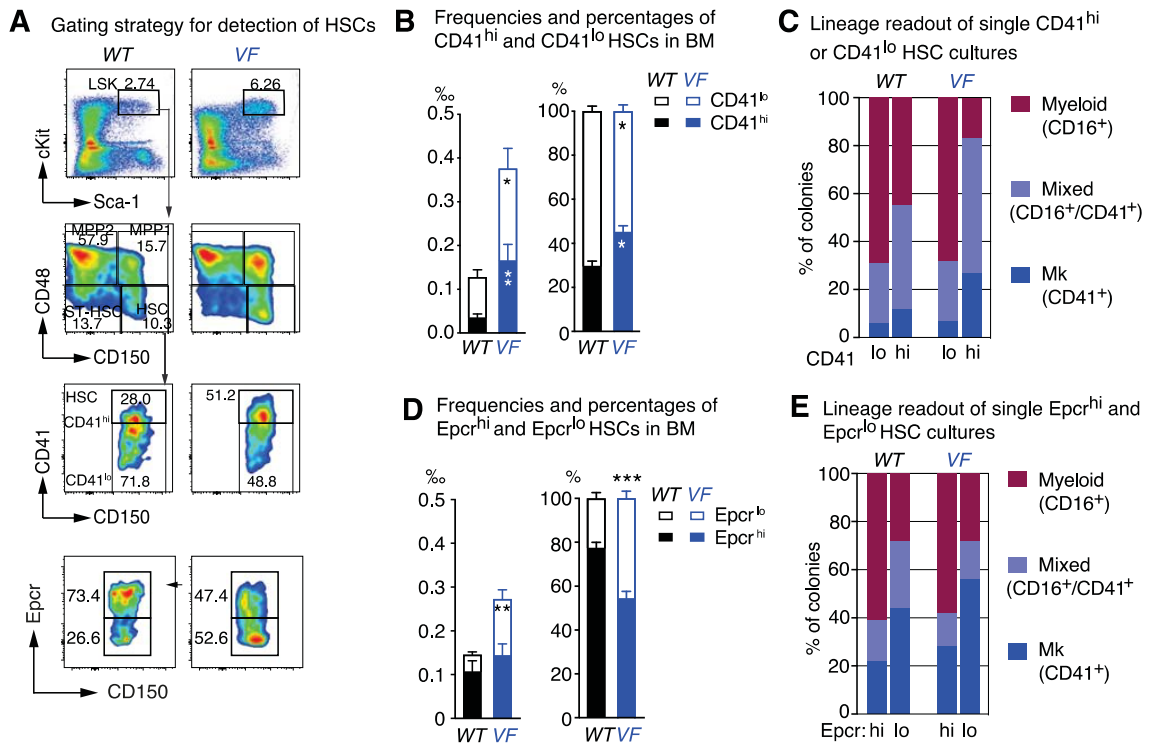 A Gating strategy for detection of HSCs
WT VF
LSK 2.74
6.26
cKit
Sca-1
MPP2 57.9
MPP1 15.7
ST-HSC 13.7
HSC 10.3
CD48
CD150
HSC 28.0
CD41hi
CD41lo 71.8
51.2
48.8
CD41
CD150
73.4
26.6
47.4
52.6
Epcr
CD150
B Frequencies and percentages of
CD41hi and CD41lo HSCs in BM
WT VF
CD41lo
CD41hi
‰
0.5
0.4
0.3
0.2
0.1
0.0
*
**
WT VF
%
100
80
60
40
20
0
*
*
WT VF
C Lineage readout of single CD41hi
or CD41lo HSC cultures
WT VF
% of colonies
100
80
60
40
20
0
CD41 lo hi lo hi
Myeloid
(CD16+)
Mixed
(CD16+/CD41+)
Mk
(CD41+)
D Frequencies and percentages of
Epcrhi and Epcrlo HSCs in BM
WT VF
Epcr lo
Epcr hi
‰
0.5
0.4
0.3
0.2
0.1
0
**
WT VF
%
100
80
60
40
20
0
***
WT VF
E Lineage readout of single Epcrhi and
Epcrlo HSC cultures
WT VF
% of colonies
100
80
60
40
20
0
Epcr: hi lo hi lo
Myeloid
(CD16+)
Mixed
(CD16+/CD41+
Mk
(CD41+)